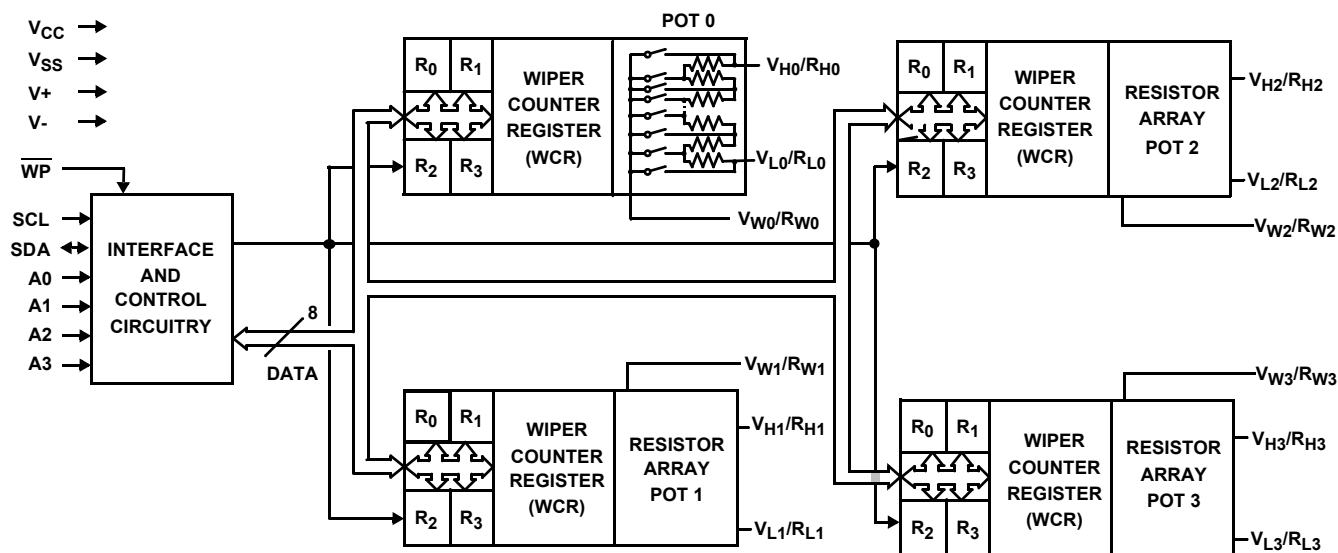 VCC
VSS
V+
V-
WP
SCL
SDA
A0
A1
A2
A3
INTERFACE
AND
CONTROL
CIRCUITRY
8
DATA
POT 0
R0 R1
R2 R3
WIPER
COUNTER
REGISTER
(WCR)
VH0/RH0
VL0/RL0
VW0/RW0
R0 R1
R2 R3
WIPER
COUNTER
REGISTER
(WCR)
RESISTOR
ARRAY
POT 2
VH2/RH2
VL2/RL2
VW2/RW2
R0 R1
R2 R3
WIPER
COUNTER
REGISTER
(WCR)
RESISTOR
ARRAY
POT 1
VW1/RW1
VH1/RH1
VL1/RL1
R0 R1
R2 R3
WIPER
COUNTER
REGISTER
(WCR)
RESISTOR
ARRAY
POT 3
VW3/RW3
VH3/RH3
VL3/RL3